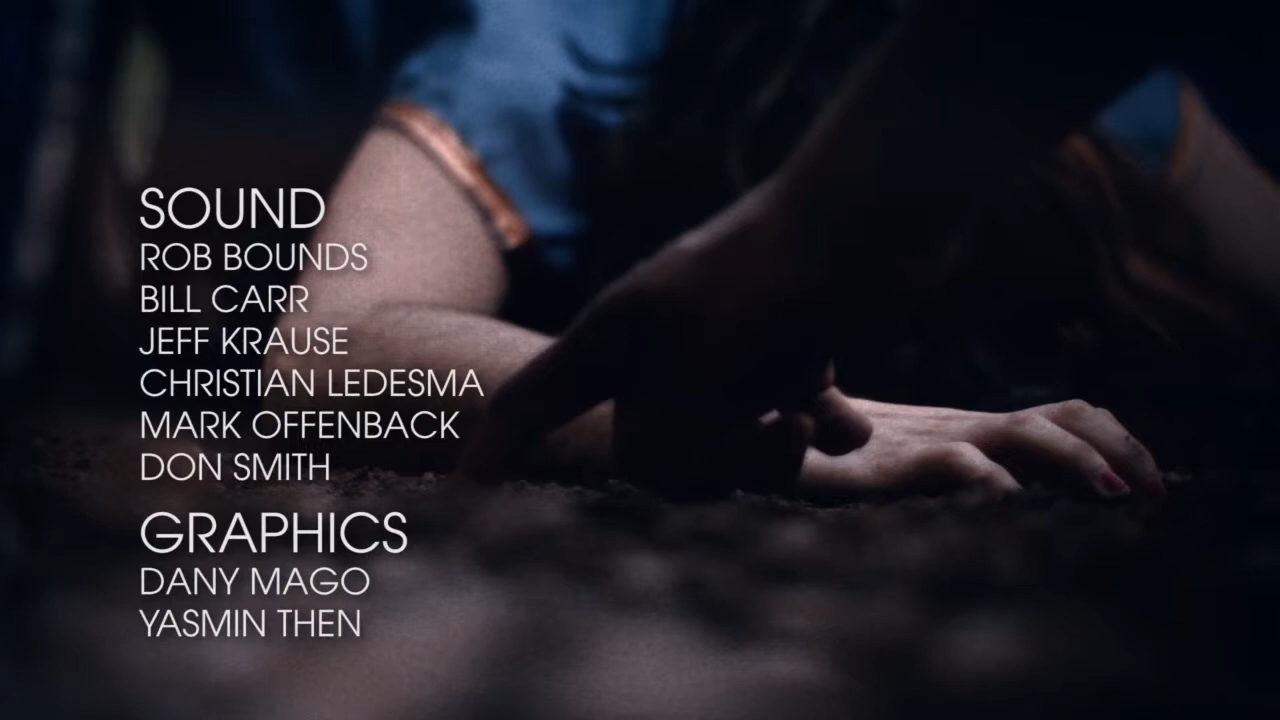 SOUND
ROB BOUNDS
BILL CARR
JEFF KRAUSE
CHRISTIAN LEDESMA
MARK OFFENBACK
DON SMITH
GRAPHICS
DANY MAGO
YASMIN THEN